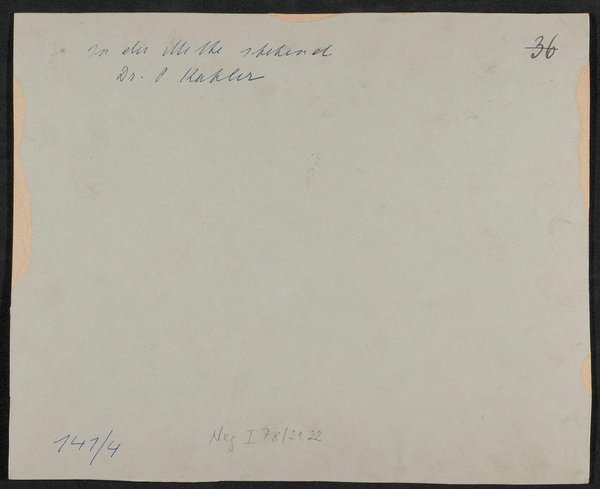 In der Mitte stehend
36
Dr. P. Kahler
141/4
Neg I 78/21.22